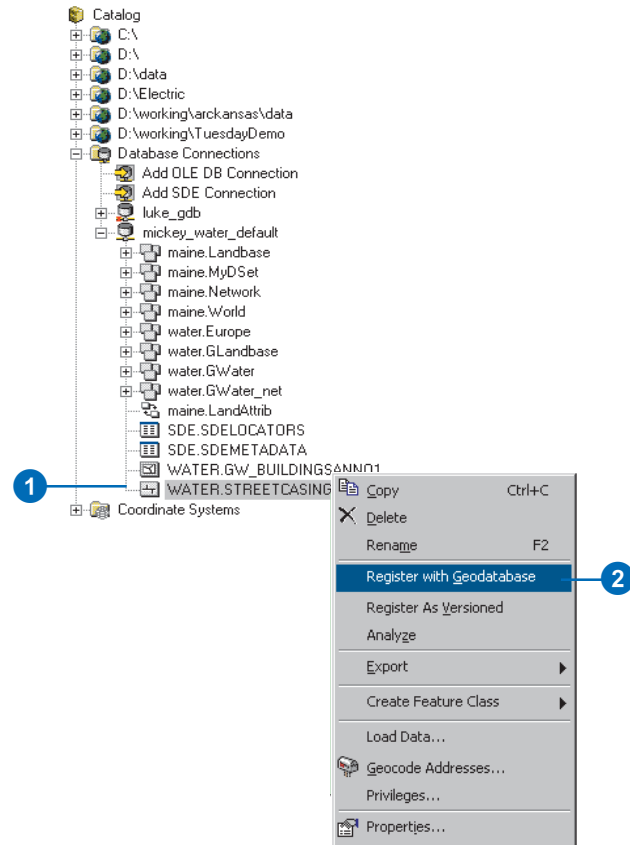 Catalog
C:\
D:\
D:\data
D:\Electric
D:\working\arckansas\data
D:\working\TuesdayDemo
Database Connections
Add OLE DB Connection
Add SDE Connection
luke_gdb
mickey_water_default
maine.Landbase
maine.MyDSet
maine.Network
maine.World
water.Europe
water.GLandbase
water.GWater
water.GWater_net
maine.LandAttrib
SDE.SDELOCATORS
SDE.SDEMETADATA
WATER.GW_BUILDINGSANNO1
1 WATER.STREETCASING
Coordinate Systems
Copy Ctrl+C
Delete
Rename F2
Register with Geodatabase 2
Register As Versioned
Analyze
Export
Create Feature Class
Load Data...
Geocode Addresses...
Privileges...
Properties...